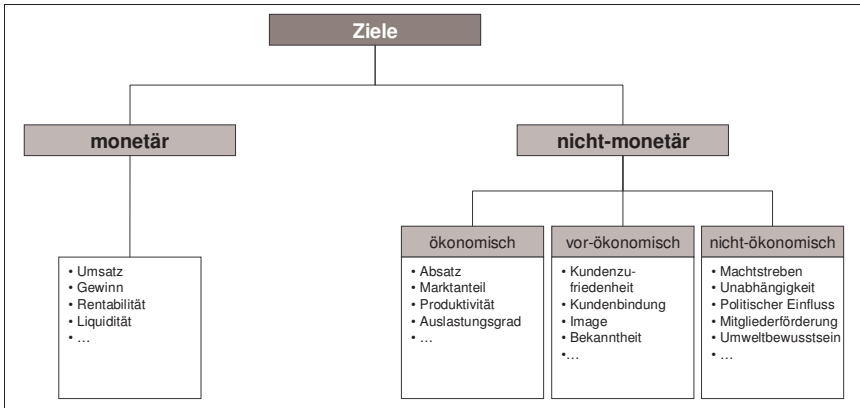 Ziele
monetär
nicht-monetär
• Umsatz
• Gewinn
• Rentabilität
• Liquidität
• …
ökonomisch
• Absatz
• Marktanteil
• Produktivität
• Auslastungsgrad
• …
vor-ökonomisch
• Kundenzu-
friedenheit
• Kundenbindung
• Image
• Bekanntheit
•…
nicht-ökonomisch
• Machtstreben
• Unabhängigkeit
• Politischer Einfluss
• Mitgliederförderung
• Umweltbewusstsein
• …